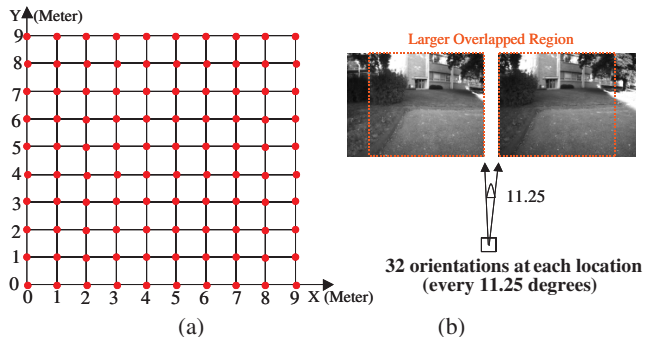 Y (Meter)
9
8
7
6
5
4
3
2
1
0
0 1 2 3 4 5 6 7 8 9 X (Meter)
(a)
Larger Overlapped Region
11.25
32 orientations at each location
(every 11.25 degrees)
(b)